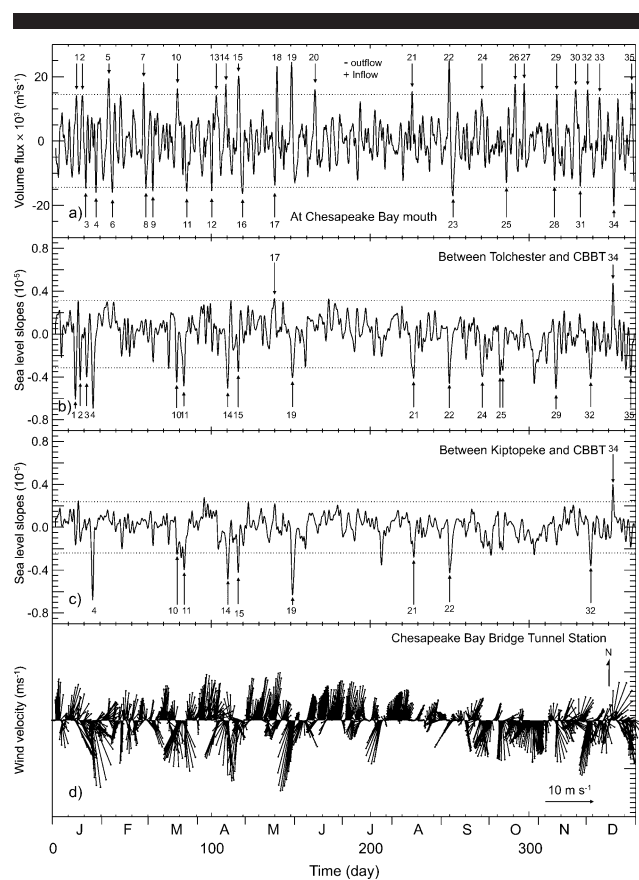 12 5 7 10 13 14 15 18 19 20 21 22 24 26 27 29 30 32 33 35
- outflow
+ Inflow
Volume flux × 10³ (m³s⁻¹)
20
0
-20
a) At Chesapeake Bay mouth
3 4 6 8 9 11 12 16 17 23 25 28 31 34
Between Tolchester and CBBT 34
17
Sea level slopes (10⁻⁵)
0.8
0.4
0.0
-0.4
-0.8
b)
1 2 3 4 10 11 14 15 19 21 22 24 25 29 32 35
Between Kiptopeke and CBBT 34
Sea level slopes (10⁻⁵)
0.8
0.4
0.0
-0.4
-0.8
c)
4 10 11 14 15 19 21 22 32
Chesapeake Bay Bridge Tunnel Station
N
Wind velocity (ms⁻¹)
d)
10 m s⁻¹
J F M A M J J A S O N D
0 100 200 300
Time (day)